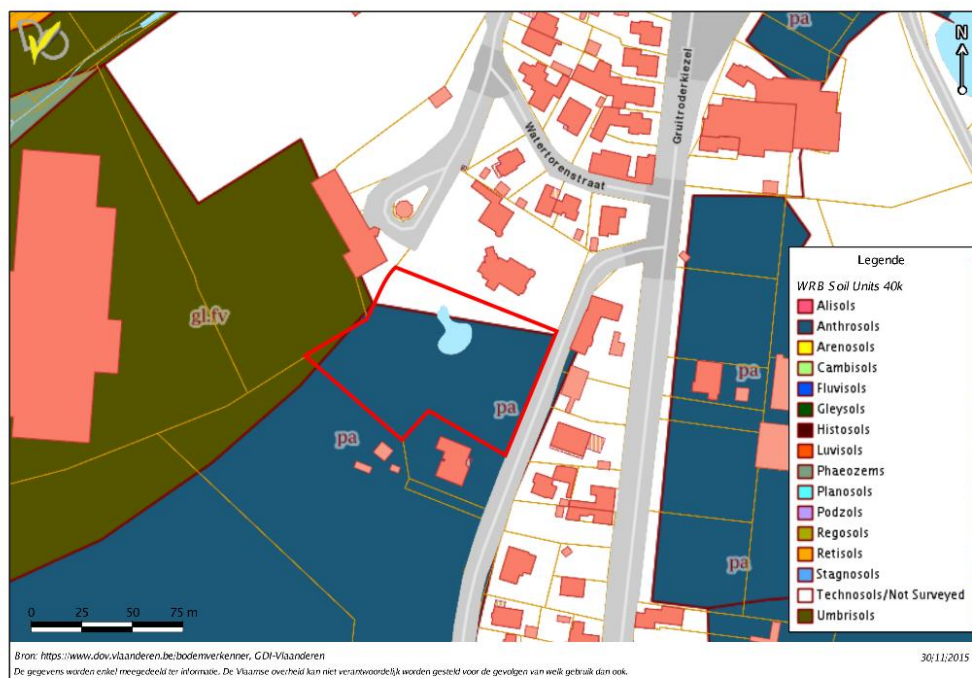 pa
N
Gruitroderkiezel
Watertorenstraat
gl.fv
pa
pa
pa
pa
Legende
WRB Soil Units 40k
Alisols
Anthrosols
Arenosols
Cambisols
Fluvisols
Gleysols
Histosols
Luvisols
Phaeozems
Planosols
Podzols
Regosols
Retisols
Stagnosols
Technosols/Not Surveyed
Umbrisols
0 25 50 75 m
Bron: https://www.dov.vlaanderen.be/bodemverkenner, GDI-Vlaanderen
30/11/2015
De gegevens worden enkel meegedeeld ter informatie. De Vlaamse overheid kan niet verantwoordelijk worden gesteld voor de gevolgen van welk gebruik dan ook.